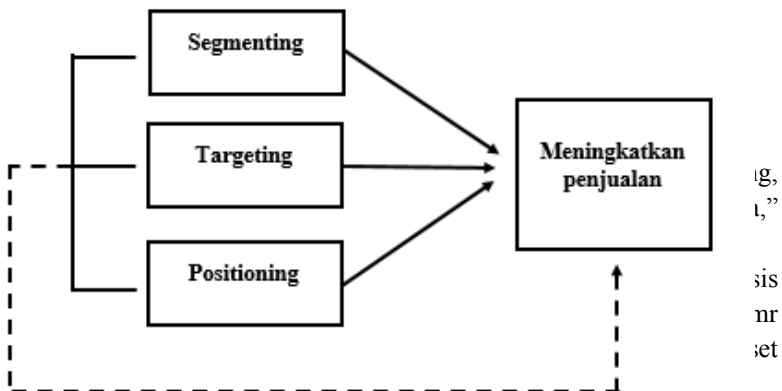 Segmenting
Targeting
Positioning
Meningkatkan
penjualan